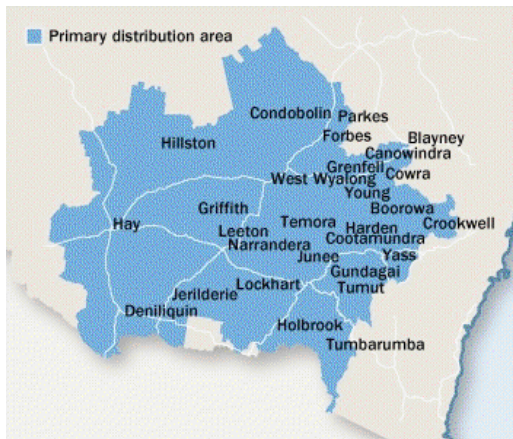 Primary distribution area
Condobolin
Parkes
Forbes
Blayney
Hillston
Canowindra
Grenfell
Cowra
West Wyalong
Young
Griffith
Boorowa
Hay
Temora
Harden
Crookwell
Leeton
Cootamundra
Narrandera
Junee
Yass
Gundagai
Lockhart
Tumut
Jerilderie
Deniliquin
Holbrook
Tumbarumba